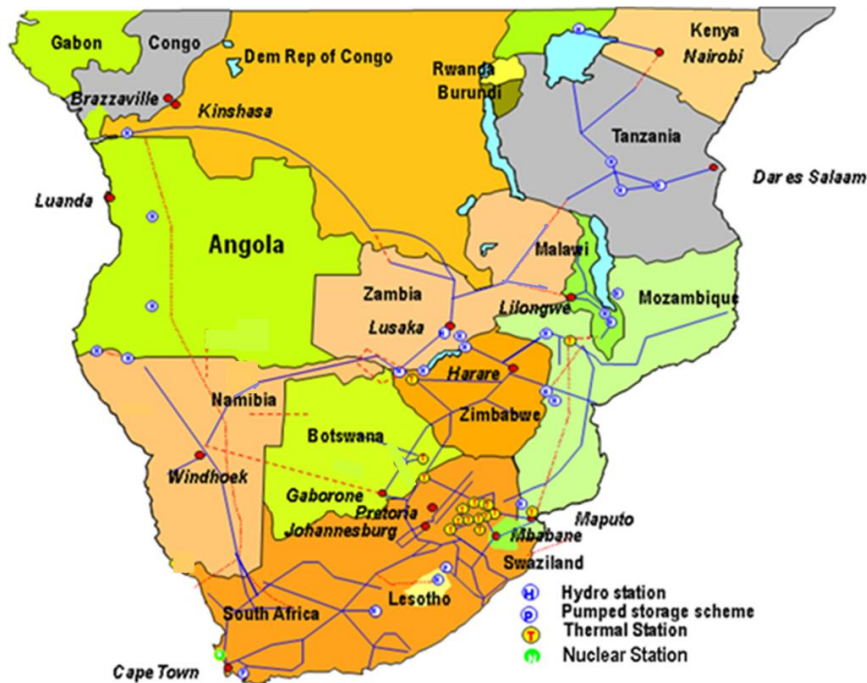 Gabon
Congo
Dem Rep of Congo
Kenya
Nairobi
Rwanda
Burundi
Brazzaville
Kinshasa
Tanzania
Dar es Salaam
Luanda
Angola
Malawi
Zambia
Lilongwe
Mozambique
Lusaka
Harare
Namibia
Zimbabwe
Botswana
Windhoek
Gaborone
Pretoria
Johannesburg
Maputo
Mbabane
Swaziland
South Africa
Lesotho
Cape Town
H Hydro station
P Pumped storage scheme
T Thermal Station
N Nuclear Station